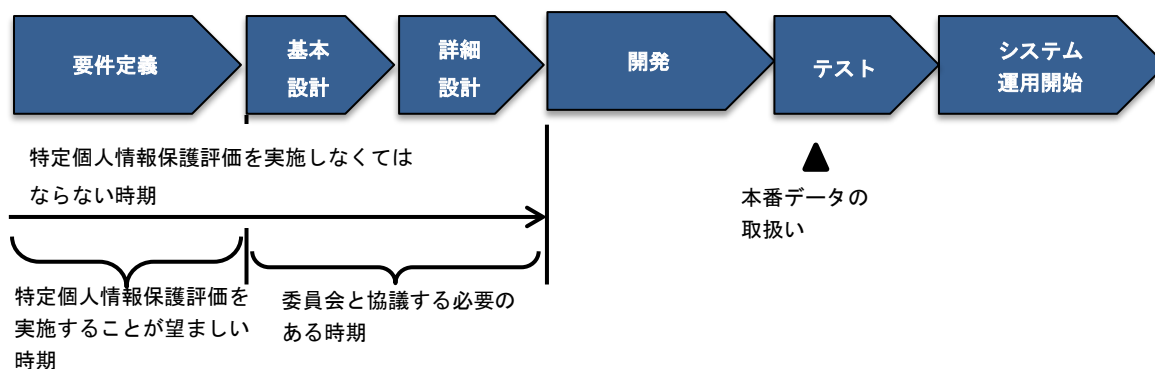 要件定義
基本
設計
詳細
設計
開発
テスト
システム
運用開始
特定個人情報保護評価を実施しなくては
ならない時期
本番データの
取扱い
特定個人情報保護評価を
実施することが望ましい
時期
委員会と協議する必要の
ある時期